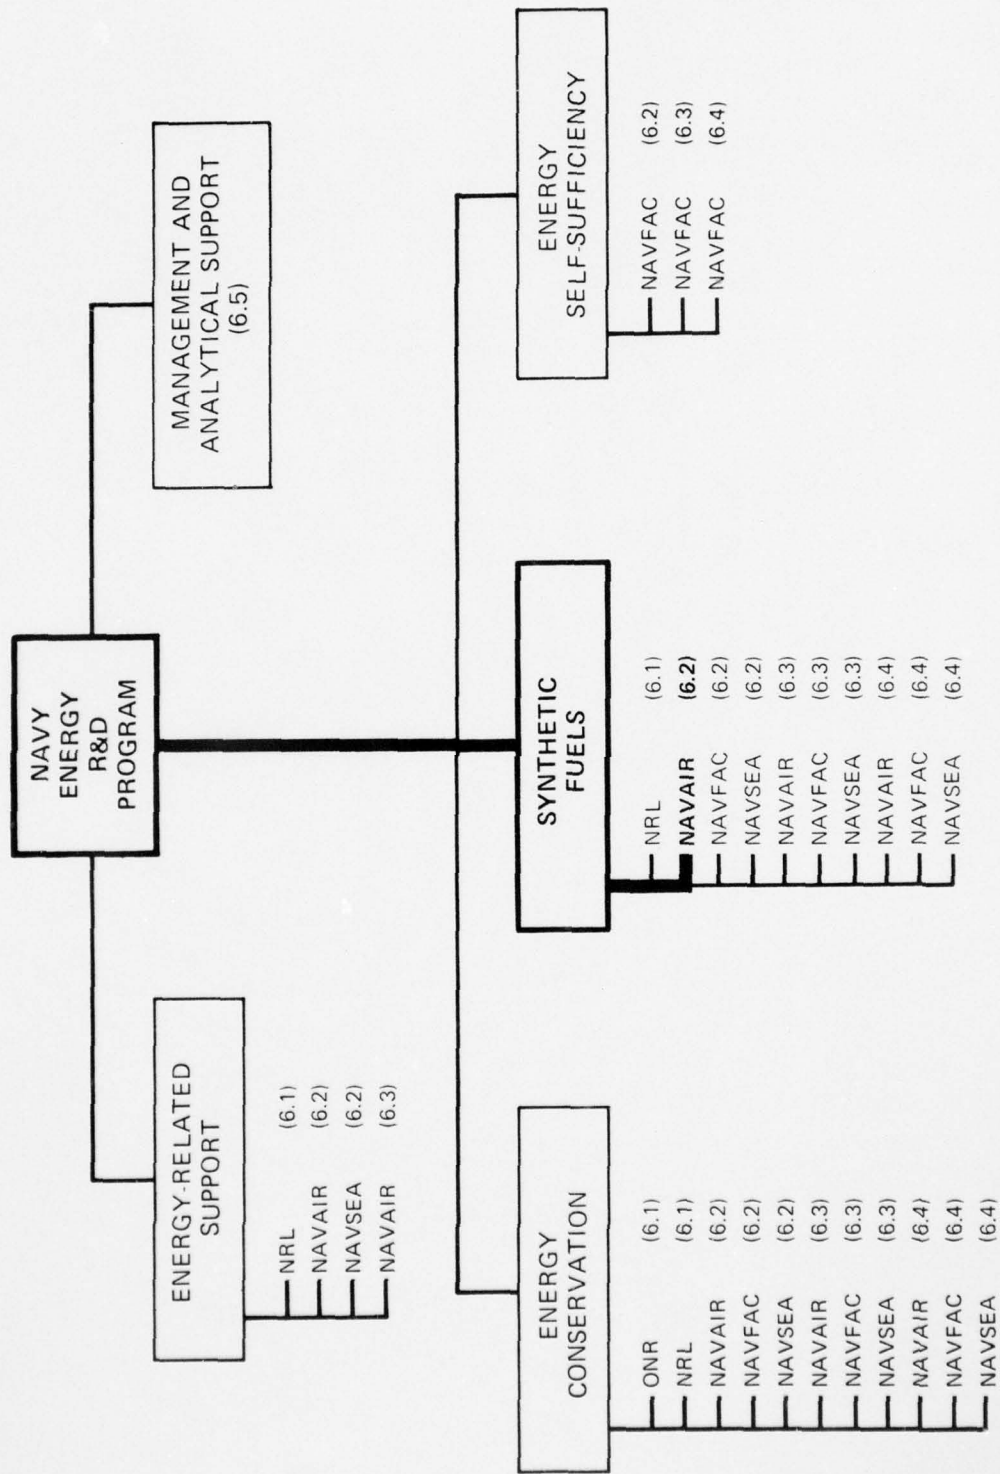 NAVY
ENERGY
R&D
PROGRAM
ENERGY-RELATED
SUPPORT
NRL (6.1)
NAVAIR (6.2)
NAVSEA (6.2)
NAVAIR (6.3)
MANAGEMENT AND
ANALYTICAL SUPPORT
(6.5)
ENERGY
CONSERVATION
ONR (6.1)
NRL (6.1)
NAVAIR (6.2)
NAVFAC (6.2)
NAVSEA (6.2)
NAVAIR (6.3)
NAVFAC (6.3)
NAVSEA (6.3)
NAVAIR (6.4)
NAVFAC (6.4)
NAVSEA (6.4)
SYNTHETIC
FUELS
NRL (6.1)
NAVAIR (6.2)
NAVFAC (6.2)
NAVSEA (6.2)
NAVAIR (6.3)
NAVFAC (6.3)
NAVSEA (6.3)
NAVAIR (6.4)
NAVFAC (6.4)
NAVSEA (6.4)
ENERGY
SELF-SUFFICIENCY
NAVFAC (6.2)
NAVFAC (6.3)
NAVFAC (6.4)